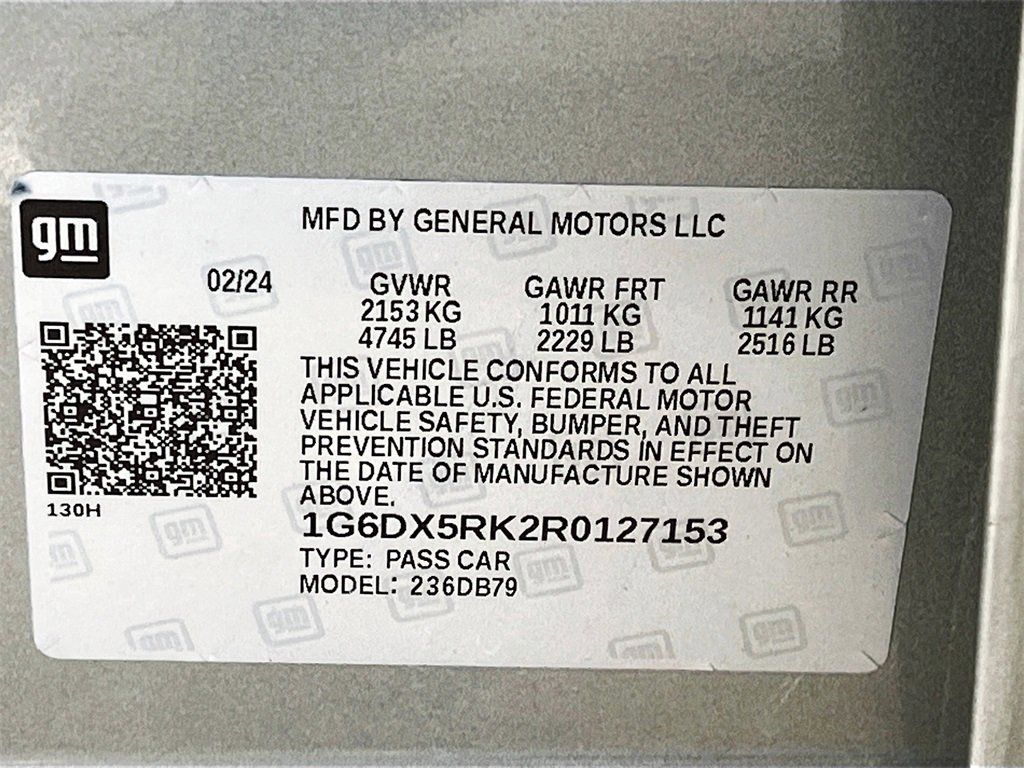 gm
MFD BY GENERAL MOTORS LLC
02/24 GVWR GAWR FRT GAWR RR
2153 KG 1011 KG 1141 KG
4745 LB 2229 LB 2516 LB
THIS VEHICLE CONFORMS TO ALL
APPLICABLE U.S. FEDERAL MOTOR
VEHICLE SAFETY, BUMPER, AND THEFT
PREVENTION STANDARDS IN EFFECT ON
THE DATE OF MANUFACTURE SHOWN
ABOVE.
130H
1G6DX5RK2R0127153
TYPE: PASS CAR
MODEL: 236DB79